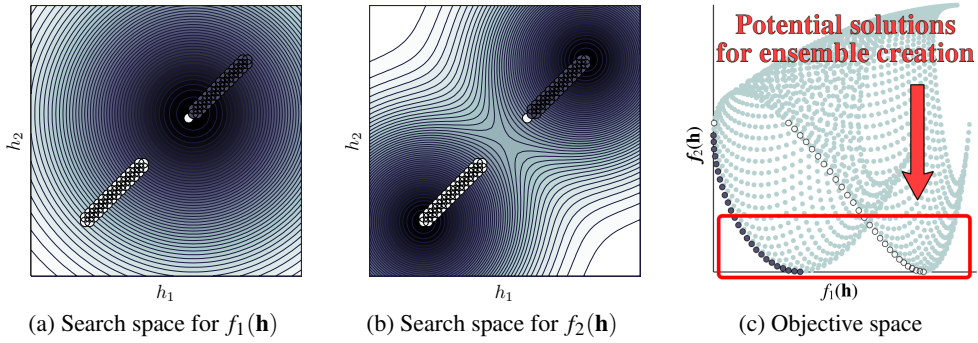 Potential solutions
for ensemble creation
h₂
h₂
f₂(h)
h₁
h₁
f₁(h)
(a) Search space for f₁(h)
(b) Search space for f₂(h)
(c) Objective space